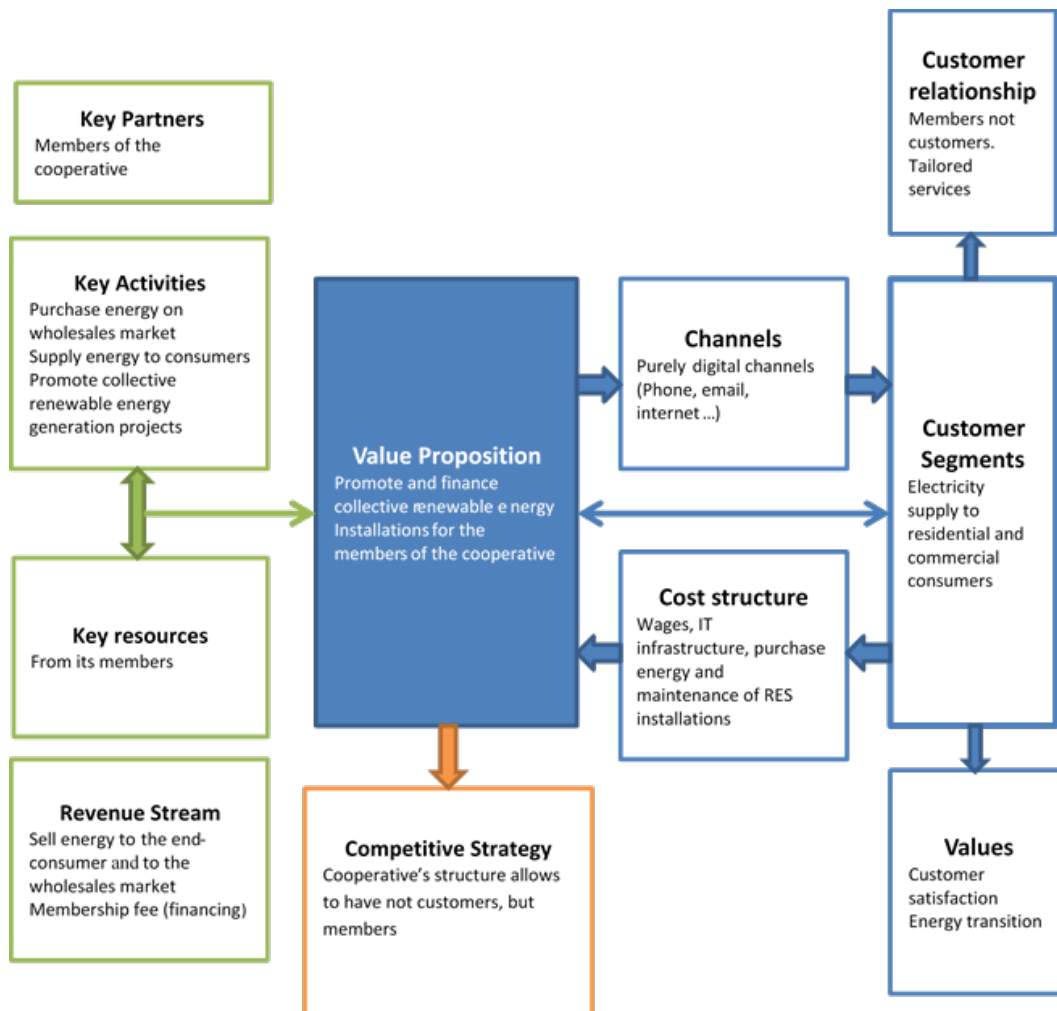 Key Partners
Members of the
cooperative
Key Activities
Purchase energy on
wholesales market
Supply energy to consumers
Promote collective
renewable energy
generation projects
Key resources
From its members
Revenue Stream
Sell energy to the end-
consumer and to the
wholesales market
Membership fee (financing)
Value Proposition
Promote and finance
collective renewable e nergy
Installations for the
members of the cooperative
Competitive Strategy
Cooperative's structure allows
to have not customers, but
members
Channels
Purely digital channels
(Phone, email,
internet ...)
Cost structure
Wages, IT
infrastructure, purchase
energy and
maintenance of RES
installations
Customer
relationship
Members not
customers.
Tailored
services
Customer
Segments
Electricity
supply to
residential and
commercial
consumers
Values
Customer
satisfaction
Energy transition